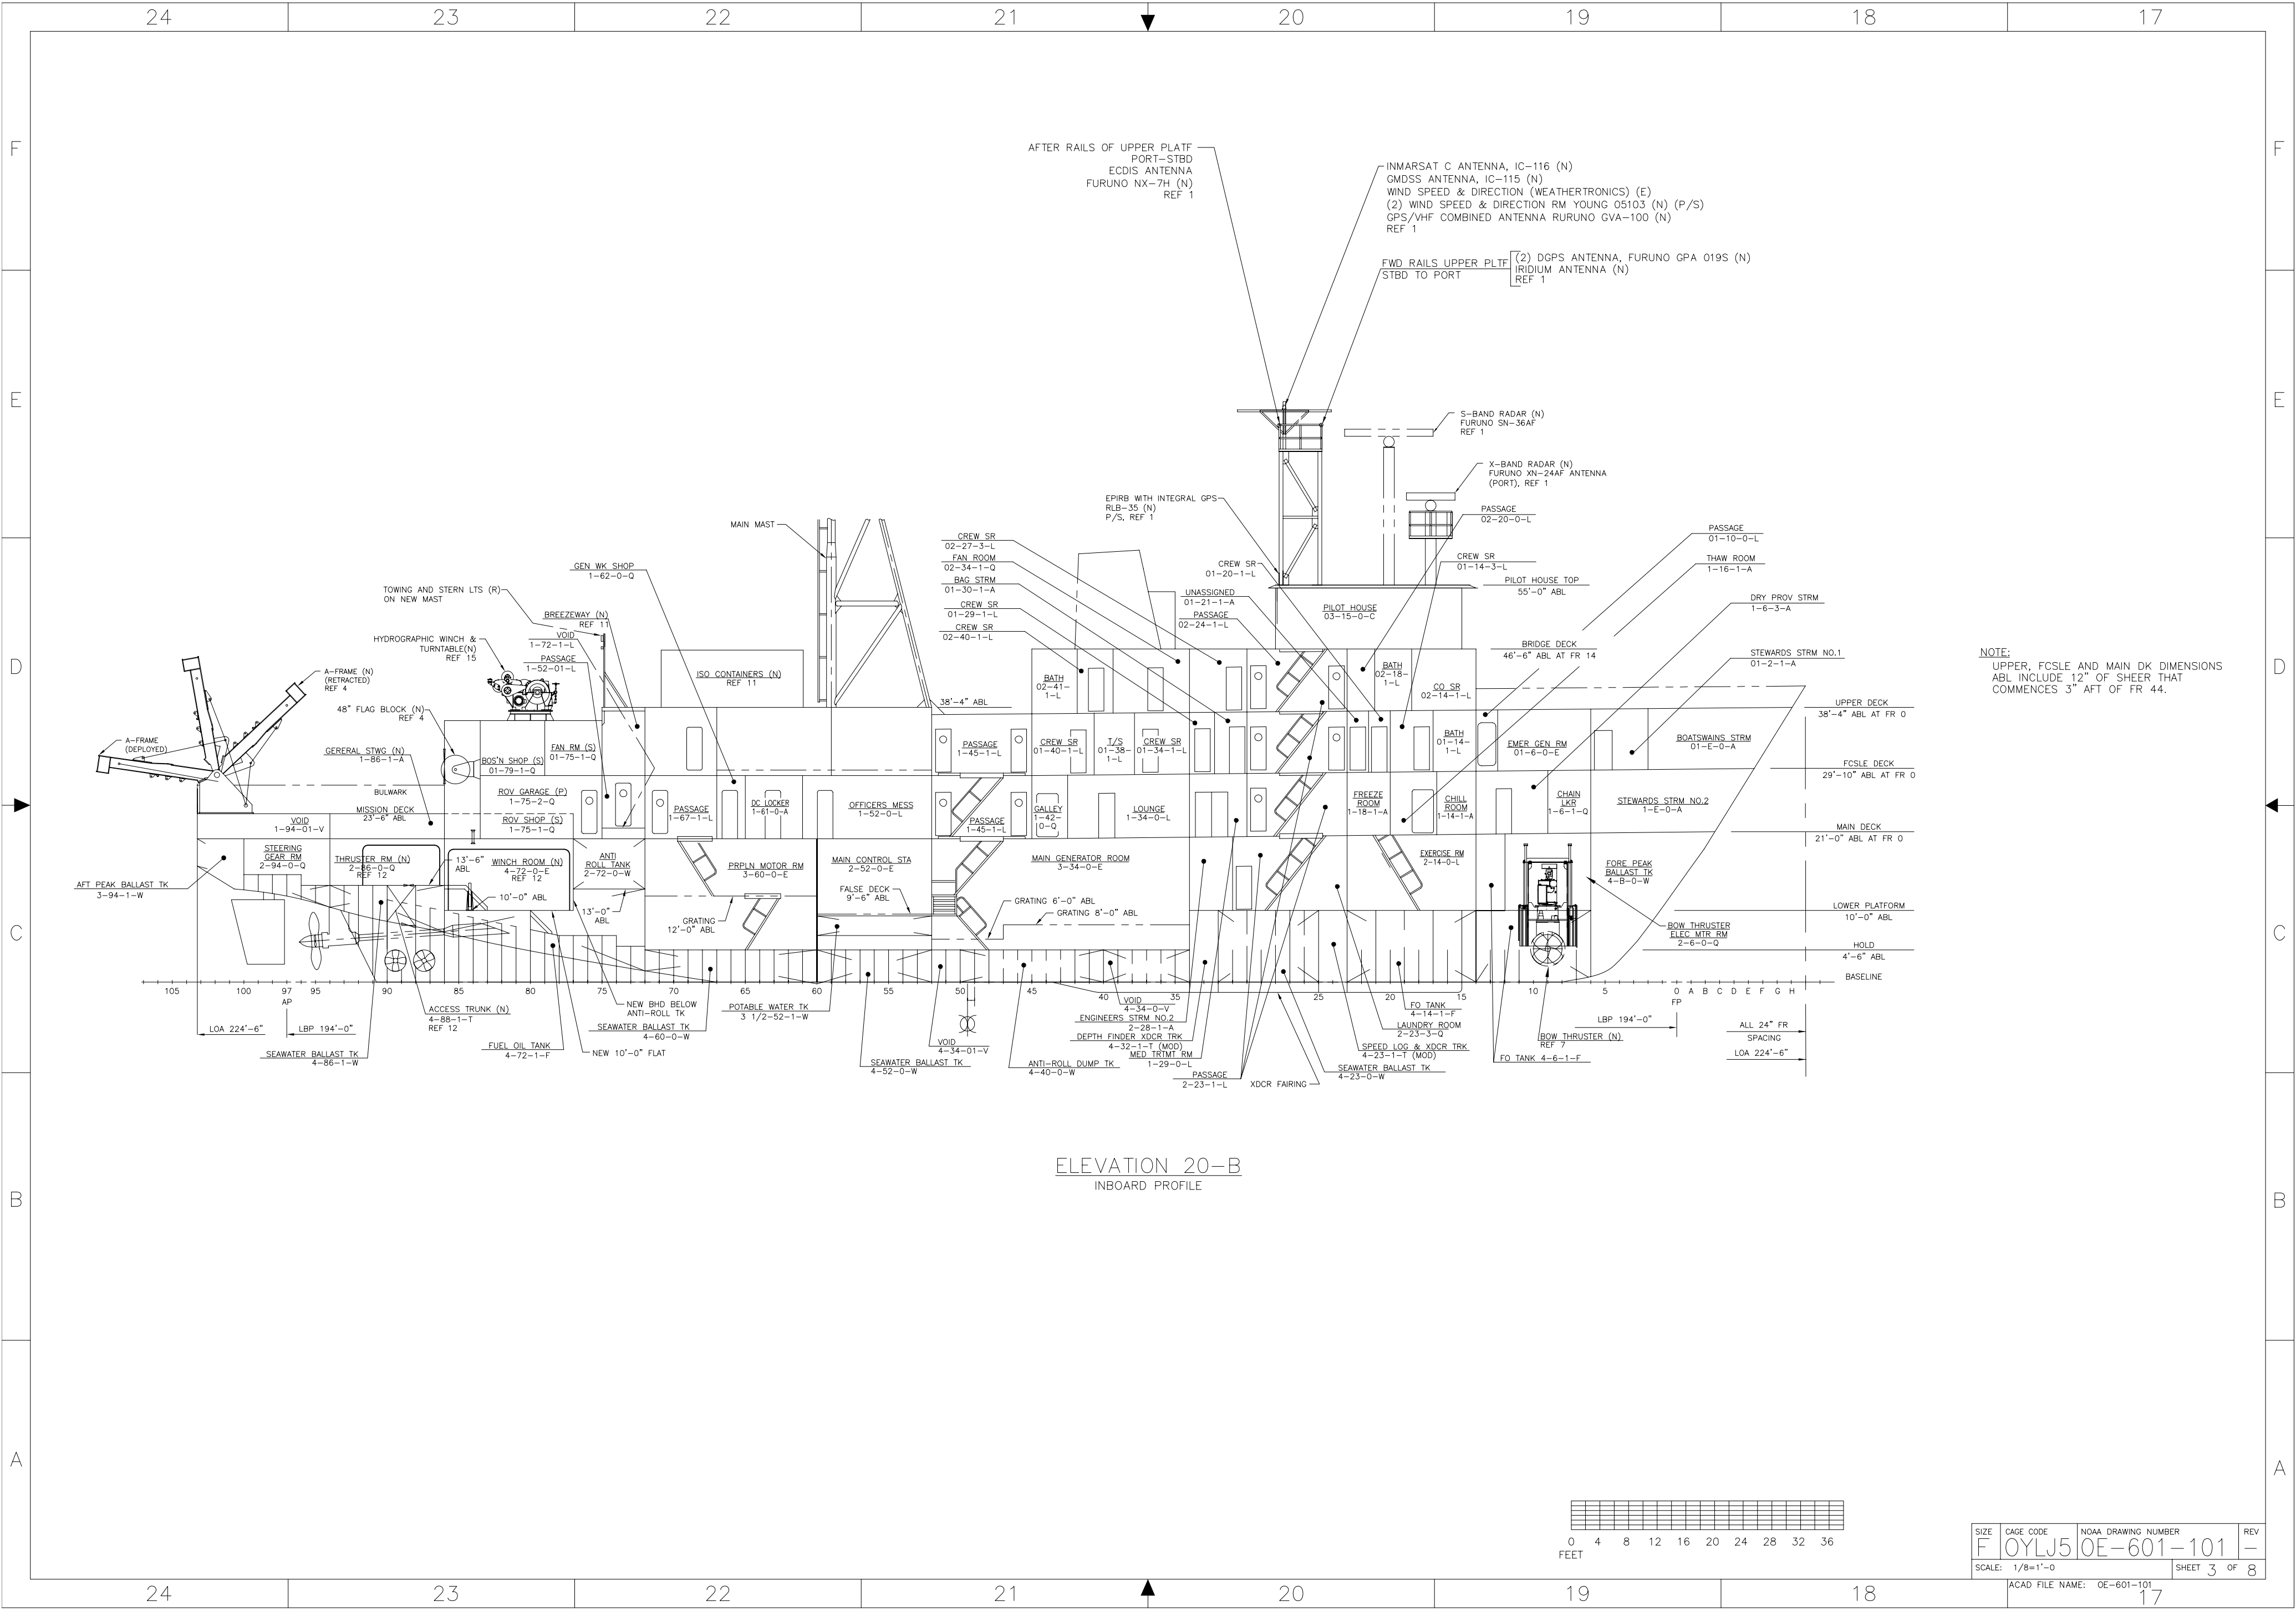 24 23 22 21 20 19 18 17
F
E
D
C
B
A
AFTER RAILS OF UPPER PLATF
PORT-STBD
ECDIS ANTENNA
FURUNO NX-7H (N)
REF 1
INMARSAT C ANTENNA, IC-116 (N)
GMDSS ANTENNA, IC-115 (N)
WIND SPEED & DIRECTION (WEATHERTRONICS) (E)
(2) WIND SPEED & DIRECTION RM YOUNG 05103 (N) (P/S)
GPS/VHF COMBINED ANTENNA RURUNO GVA-100 (N)
REF 1
FWD RAILS UPPER PLTF
STBD TO PORT
(2) DGPS ANTENNA, FURUNO GPA 019S (N)
IRIDIUM ANTENNA (N)
REF 1
S-BAND RADAR (N)
FURUNO SN-36AF
REF 1
X-BAND RADAR (N)
FURUNO XN-24AF ANTENNA
(PORT), REF 1
EPIRB WITH INTEGRAL GPS
RLB-35 (N)
P/S, REF 1
PASSAGE
02-20-0-L
PASSAGE
01-10-0-L
MAIN MAST
CREW SR
02-27-3-L
FAN ROOM
02-34-1-Q
BAG STRM
01-30-1-A
CREW SR
01-29-1-L
CREW SR
02-40-1-L
CREW SR
01-20-1-L
UNASSIGNED
01-21-1-A
PASSAGE
02-24-1-L
CREW SR
01-14-3-L
THAW ROOM
1-16-1-A
PILOT HOUSE TOP
55'-0" ABL
DRY PROV STRM
1-6-3-A
PILOT HOUSE
03-15-0-C
BRIDGE DECK
46'-6" ABL AT FR 14
STEWARDS STRM NO.1
01-2-1-A
GEN WK SHOP
1-62-0-Q
TOWING AND STERN LTS (R)
ON NEW MAST
BREEZEWAY (N)
REF 11
HYDROGRAPHIC WINCH &
TURNTABLE(N)
REF 15
VOID
1-72-1-L
PASSAGE
1-52-01-L
A-FRAME (N)
(RETRACTED)
REF 4
48" FLAG BLOCK (N)
REF 4
A-FRAME
(DEPLOYED)
GERERAL STWG (N)
1-86-1-A
ISO CONTAINERS (N)
REF 11
38'-4" ABL
BATH
02-41-
1-L
BATH
02-18-
1-L
CO SR
02-14-1-L
UPPER DECK
38'-4" ABL AT FR 0
NOTE:
UPPER, FCSLE AND MAIN DK DIMENSIONS
ABL INCLUDE 12" OF SHEER THAT
COMMENCES 3" AFT OF FR 44.
BOS'N SHOP (S)
01-79-1-Q
FAN RM (S)
01-75-1-Q
PASSAGE
1-45-1-L
CREW SR
01-40-1-L
T/S
01-38-
1-L
CREW SR
01-34-1-L
BATH
01-14-
1-L
EMER GEN RM
01-6-0-E
BOATSWAINS STRM
01-E-0-A
FCSLE DECK
29'-10" ABL AT FR 0
BULWARK
MISSION DECK
23'-6" ABL
ROV GARAGE (P)
1-75-2-Q
ROV SHOP (S)
1-75-1-Q
PASSAGE
1-67-1-L
DC LOCKER
1-61-0-A
OFFICERS MESS
1-52-0-L
PASSAGE
1-45-1-L
GALLEY
1-42-
0-Q
LOUNGE
1-34-0-L
FREEZE
ROOM
1-18-1-A
CHILL
ROOM
1-14-1-A
CHAIN
LKR
1-6-1-Q
STEWARDS STRM NO.2
1-E-0-A
MAIN DECK
21'-0" ABL AT FR 0
VOID
1-94-01-V
STEERING
GEAR RM
2-94-0-Q
THRUSTER RM (N)
2-86-0-Q
REF 12
13'-6"
ABL
WINCH ROOM (N)
4-72-0-E
REF 12
10'-0" ABL
ANTI
ROLL TANK
2-72-0-W
13'-0"
ABL
PRPLN MOTOR RM
3-60-0-E
GRATING
12'-0" ABL
MAIN CONTROL STA
2-52-0-E
FALSE DECK
9'-6" ABL
MAIN GENERATOR ROOM
3-34-0-E
GRATING 6'-0" ABL
GRATING 8'-0" ABL
EXERCISE RM
2-14-0-L
FORE PEAK
BALLAST TK
4-B-0-W
LOWER PLATFORM
10'-0" ABL
BOW THRUSTER
ELEC MTR RM
2-6-0-Q
HOLD
4'-6" ABL
BASELINE
AFT PEAK BALLAST TK
3-94-1-W
105 100 97 95 90 85 80 75 70 65 60 55 50 45 40 35 25 20 15 10 5 0 A B C D E F G H
AP
FP
LOA 224'-6"
LBP 194'-0"
SEAWATER BALLAST TK
4-86-1-W
ACCESS TRUNK (N)
4-88-1-T
REF 12
FUEL OIL TANK
4-72-1-F
NEW 10'-0" FLAT
NEW BHD BELOW
ANTI-ROLL TK
SEAWATER BALLAST TK
4-60-0-W
POTABLE WATER TK
3 1/2-52-1-W
SEAWATER BALLAST TK
4-52-0-W
VOID
4-34-01-V
ANTI-ROLL DUMP TK
4-40-0-W
VOID
4-34-0-V
ENGINEERS STRM NO.2
2-28-1-A
DEPTH FINDER XDCR TRK
4-32-1-T (MOD)
MED TRTMT RM
1-29-0-L
PASSAGE
2-23-1-L
XDCR FAIRING
FO TANK
4-14-1-F
LAUNDRY ROOM
2-23-3-Q
SPEED LOG & XDCR TRK
4-23-1-T (MOD)
SEAWATER BALLAST TK
4-23-0-W
FO TANK 4-6-1-F
BOW THRUSTER (N)
REF 7
LBP 194'-0"
ALL 24" FR
SPACING
LOA 224'-6"
ELEVATION 20-B
INBOARD PROFILE
0 4 8 12 16 20 24 28 32 36
FEET
SIZE
F
CAGE CODE
0YLJ5
NOAA DRAWING NUMBER
OE-601-101
REV
-
SCALE: 1/8=1'-0
SHEET 3 OF 8
ACAD FILE NAME: OE-601-101
F
E
D
C
B
A
24 23 22 21 20 19 18 17